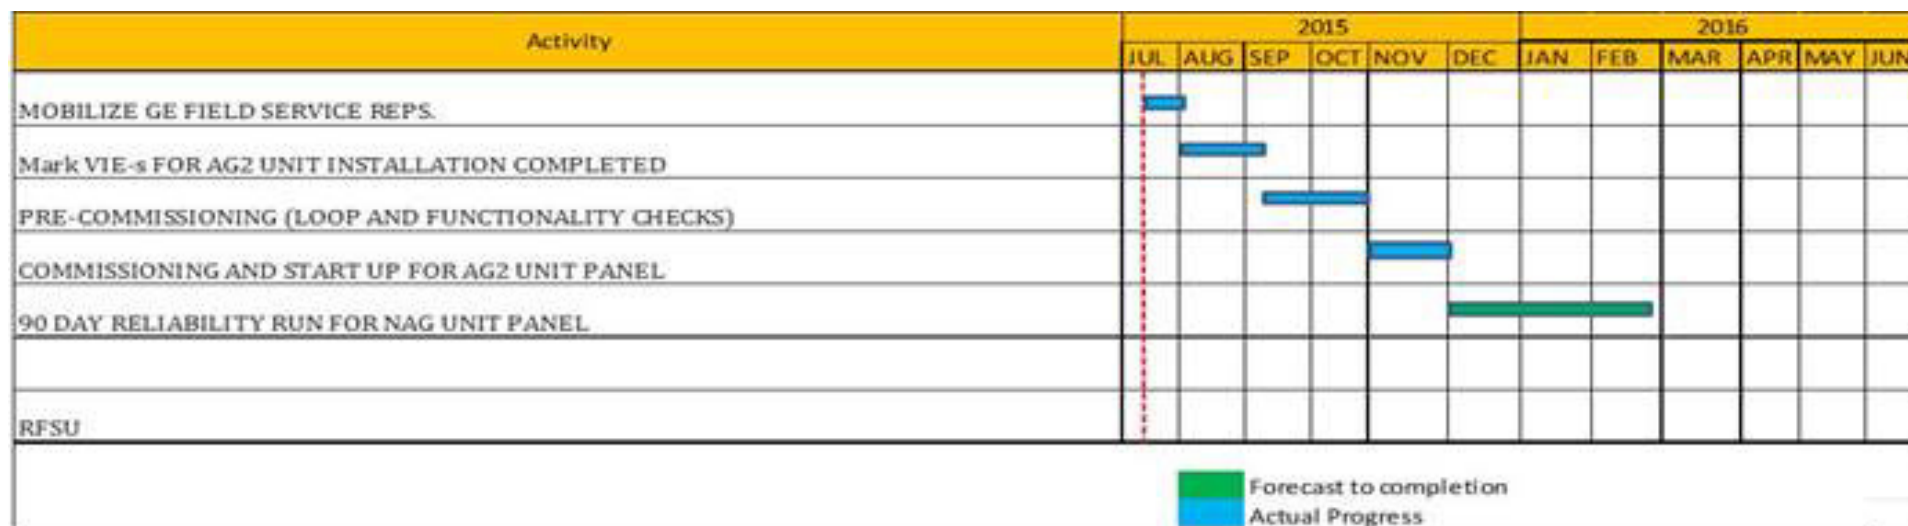 Activity
2015
2016
JUL AUG SEP OCT NOV DEC JAN FEB MAR APR MAY JUN
MOBILIZE GE FIELD SERVICE REPS.
Mark VIE-s FOR AG2 UNIT INSTALLATION COMPLETED
PRE-COMMISSIONING (LOOP AND FUNCTIONALITY CHECKS)
COMMISSIONING AND START UP FOR AG2 UNIT PANEL
90 DAY RELIABILITY RUN FOR NAG UNIT PANEL
RFSU
Forecast to completion
Actual Progress